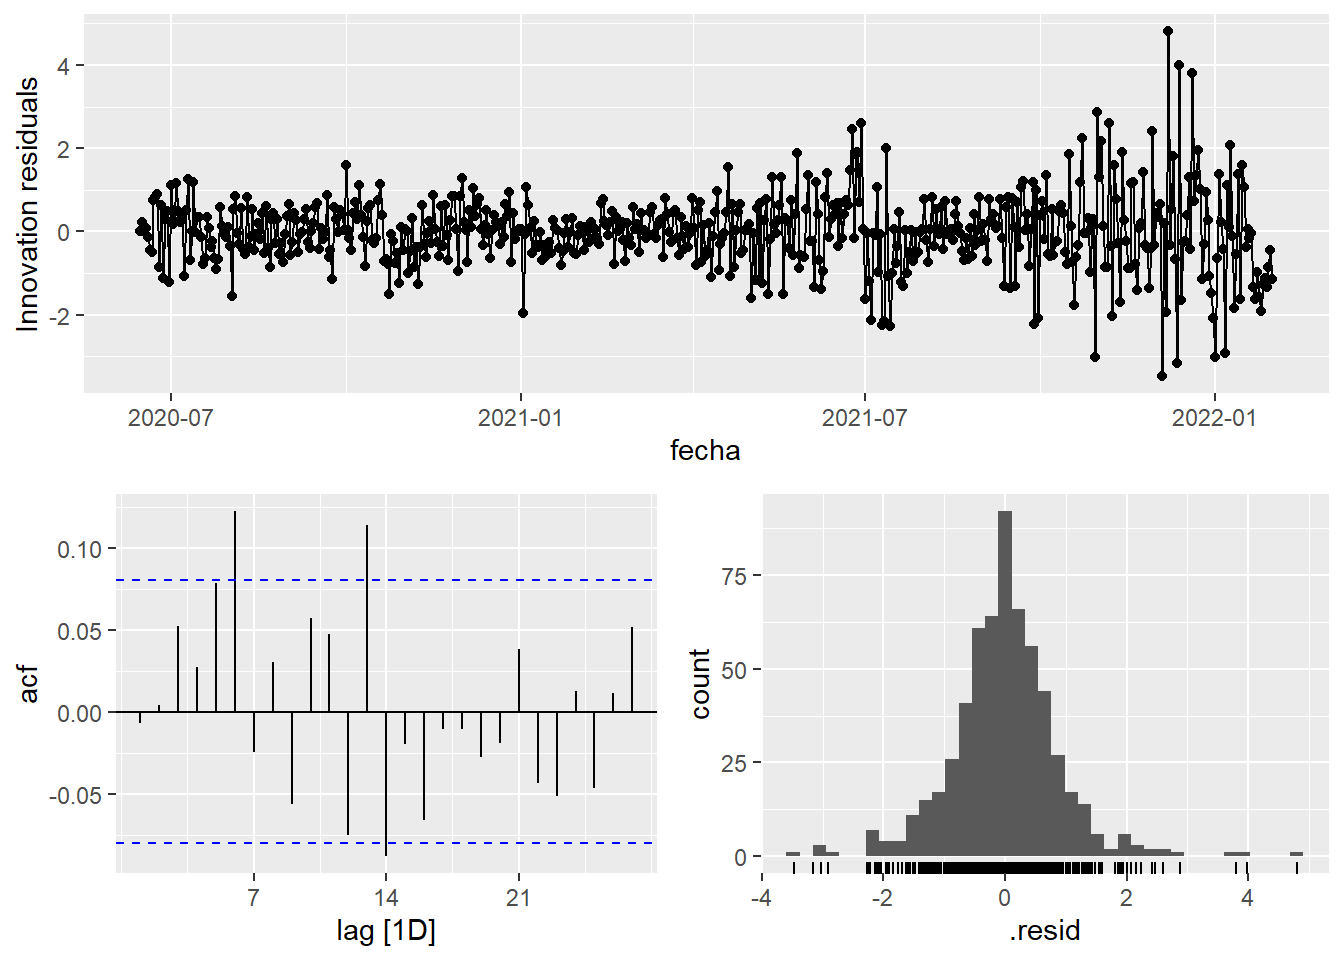 Innovation residuals
4
2
0
-2
2020-07 2021-01 2021-07 2022-01
fecha
acf
0.10
0.05
0.00
-0.05
7 14 21
lag [1D]
count
75
50
25
0
-4 -2 0 2 4
.resid